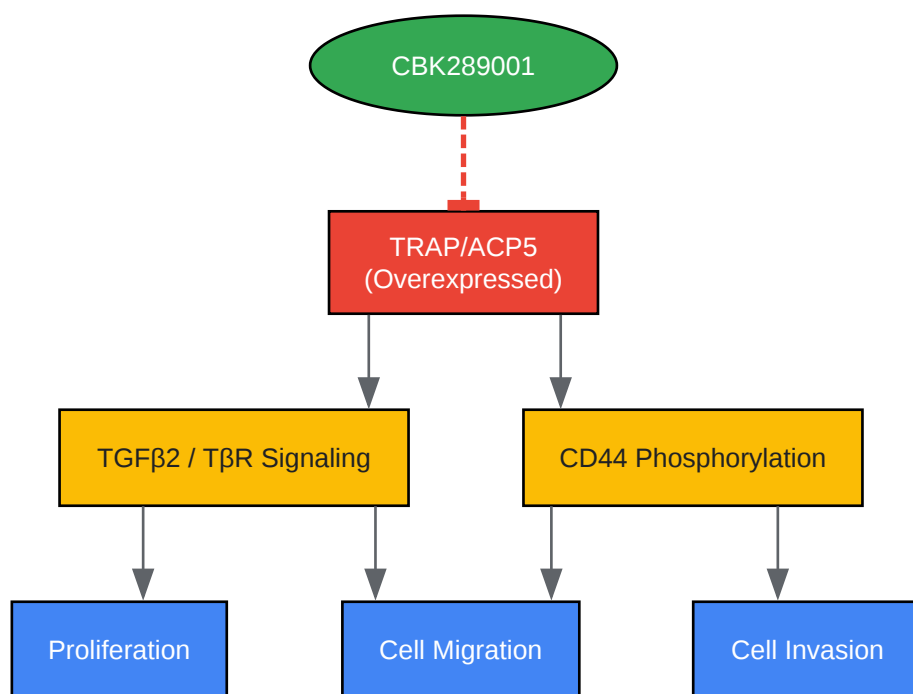 CBK289001
TRAP/ACP5
(Overexpressed)
TGFβ2 / TβR Signaling
CD44 Phosphorylation
Proliferation
Cell Migration
Cell Invasion